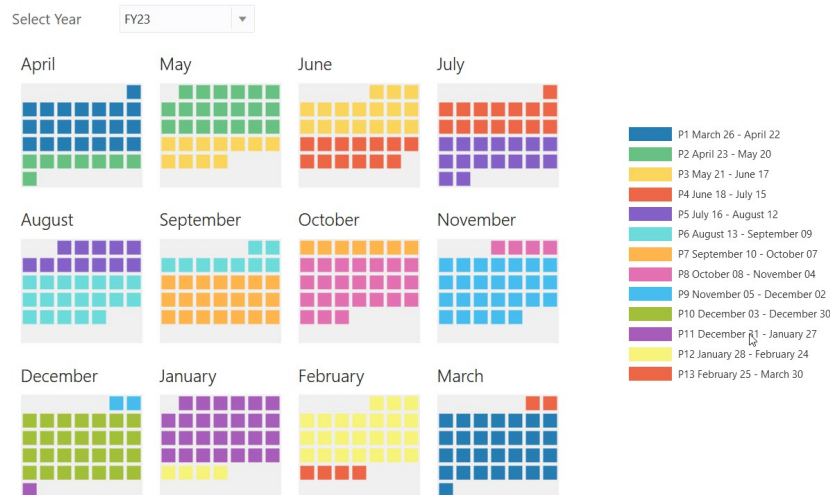 Select Year
FY23
April
May
June
July
August
September
October
November
December
January
February
March
P1 March 26 - April 22
P2 April 23 - May 20
P3 May 21 - June 17
P4 June 18 - July 15
P5 July 16 - August 12
P6 August 13 - September 09
P7 September 10 - October 07
P8 October 08 - November 04
P9 November 05 - December 02
P10 December 03 - December 30
P11 December 31 - January 27
P12 January 28 - February 24
P13 February 25 - March 30